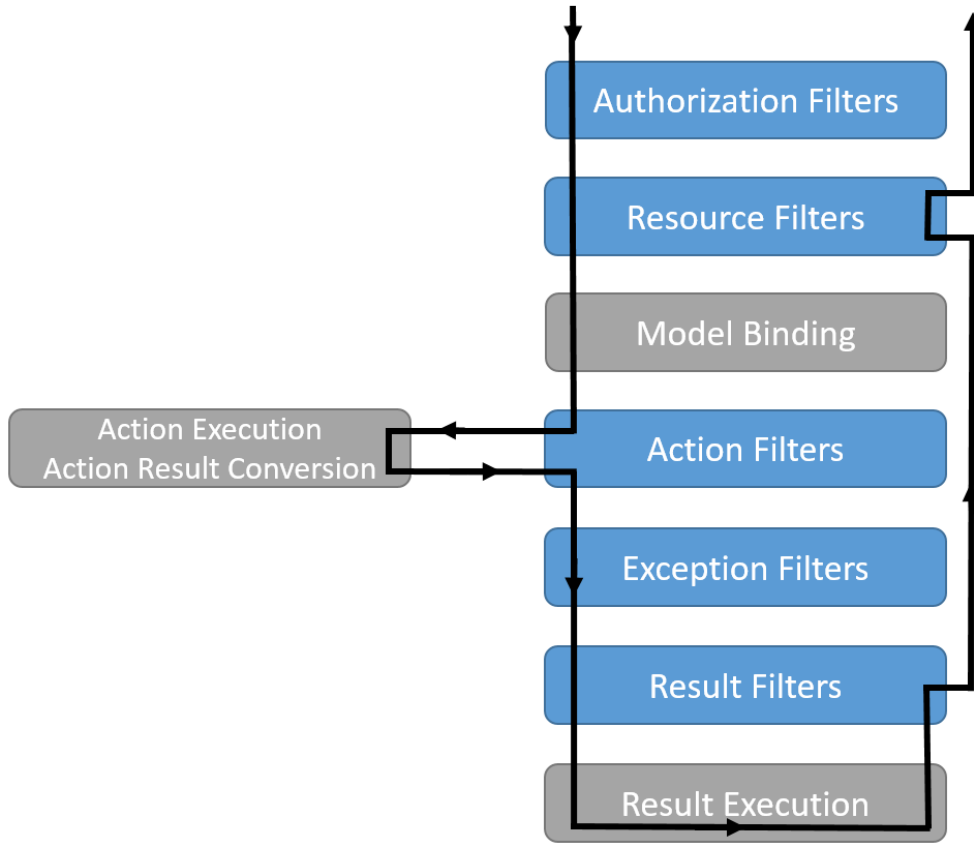 Authorization Filters
Resource Filters
Model Binding
Action Execution
Action Result Conversion
Action Filters
Exception Filters
Result Filters
Result Execution